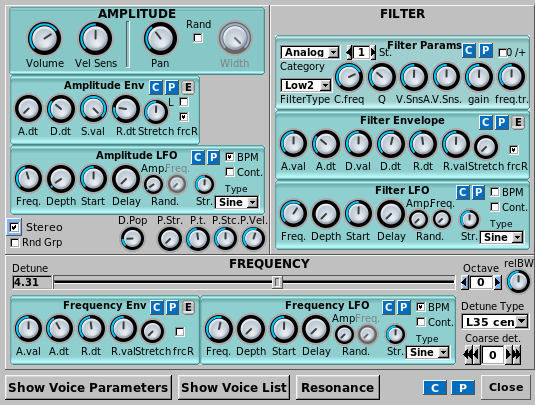 AMPLITUDE
Rand
Volume Vel Sens Pan Width
Amplitude Env C P E
L
A.dt D.dt S.val R.dt Stretch frcR
Amplitude LFO C P BPM
Amp. Freq. Cont.
Freq. Depth Start Delay Rand. Str. Type Sine
Stereo
Rnd Grp
D.Pop P.Str. P.t. P.Stc. P.Vel.
FILTER
Analog 1 St. Filter Params C P 0 /+
Category
Low2
FilterType C.freq Q V.SnsA V.Sns. gain freq.tr.
Filter Envelope C P E
A.val A.dt D.val D.dt R.dt R.val Stretch frcR
Filter LFO C P BPM
Amp. Freq. Cont.
Freq. Depth Start Delay Rand. Str. Type Sine
FREQUENCY
Detune
4.31
Octave
0
relBW
Frequency Env C P E
A.val A.dt R.dt R.val Stretch frcR
Frequency LFO C P BPM
Amp. Freq. Cont.
Freq. Depth Start Delay Rand. Str. Type Sine
Detune Type
L35 cen
Coarse det.
0
Show Voice Parameters Show Voice List Resonance C P Close